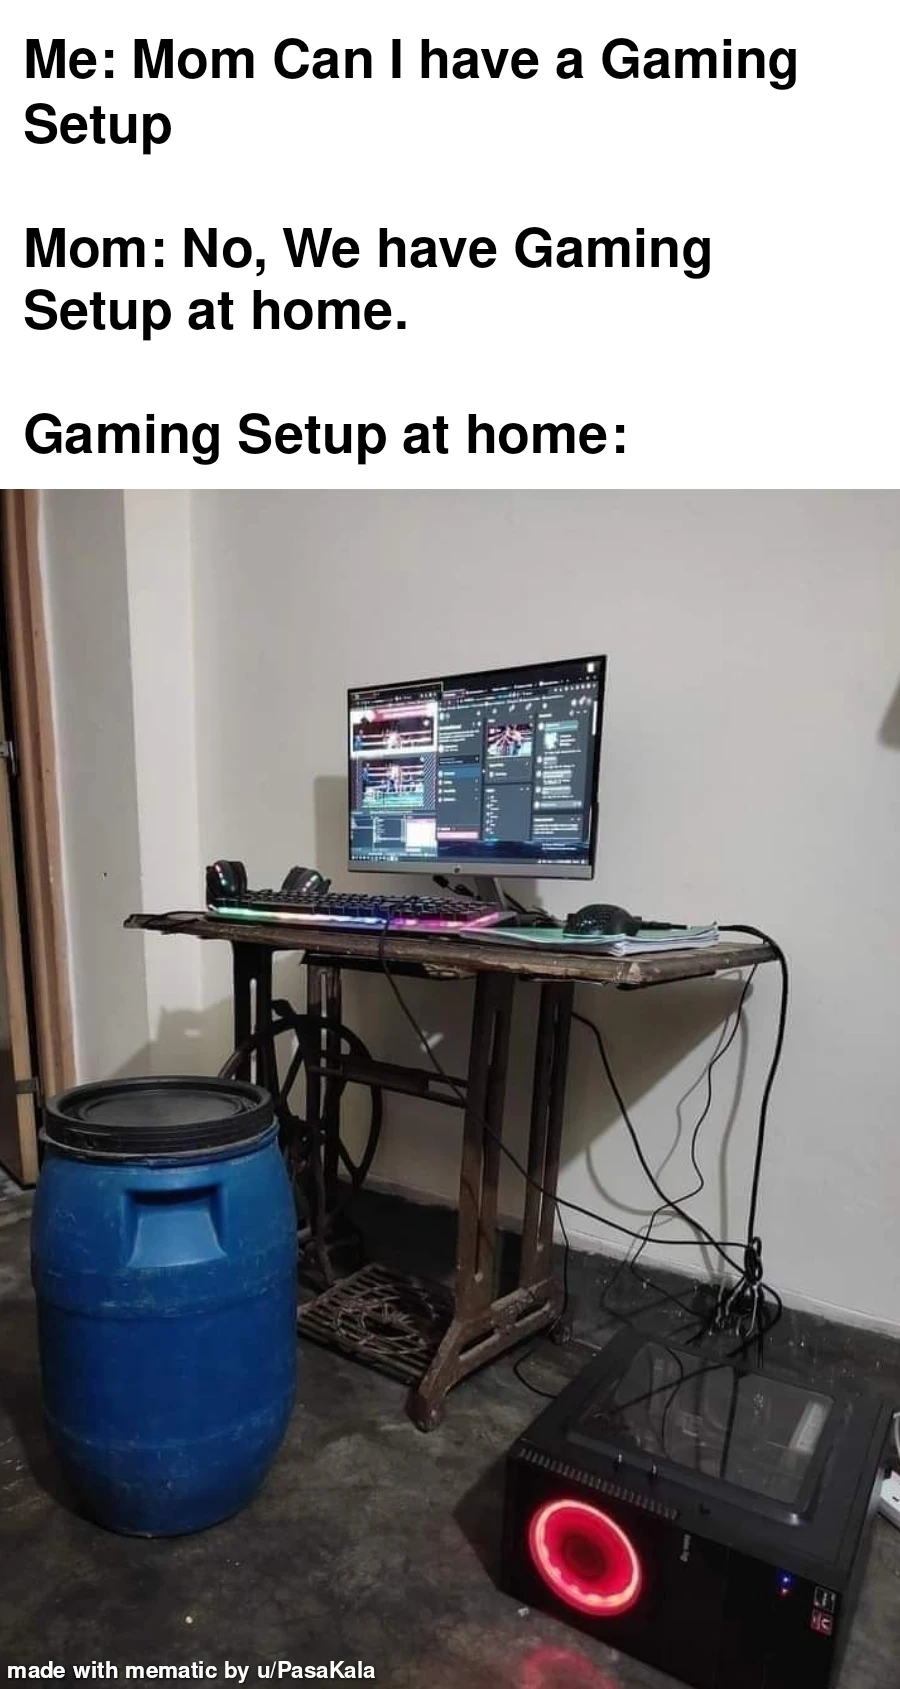 Me: Mom Can I have a Gaming
Setup
Mom: No, We have Gaming
Setup at home.
Gaming Setup at home:
made with mematic by u/PasaKala